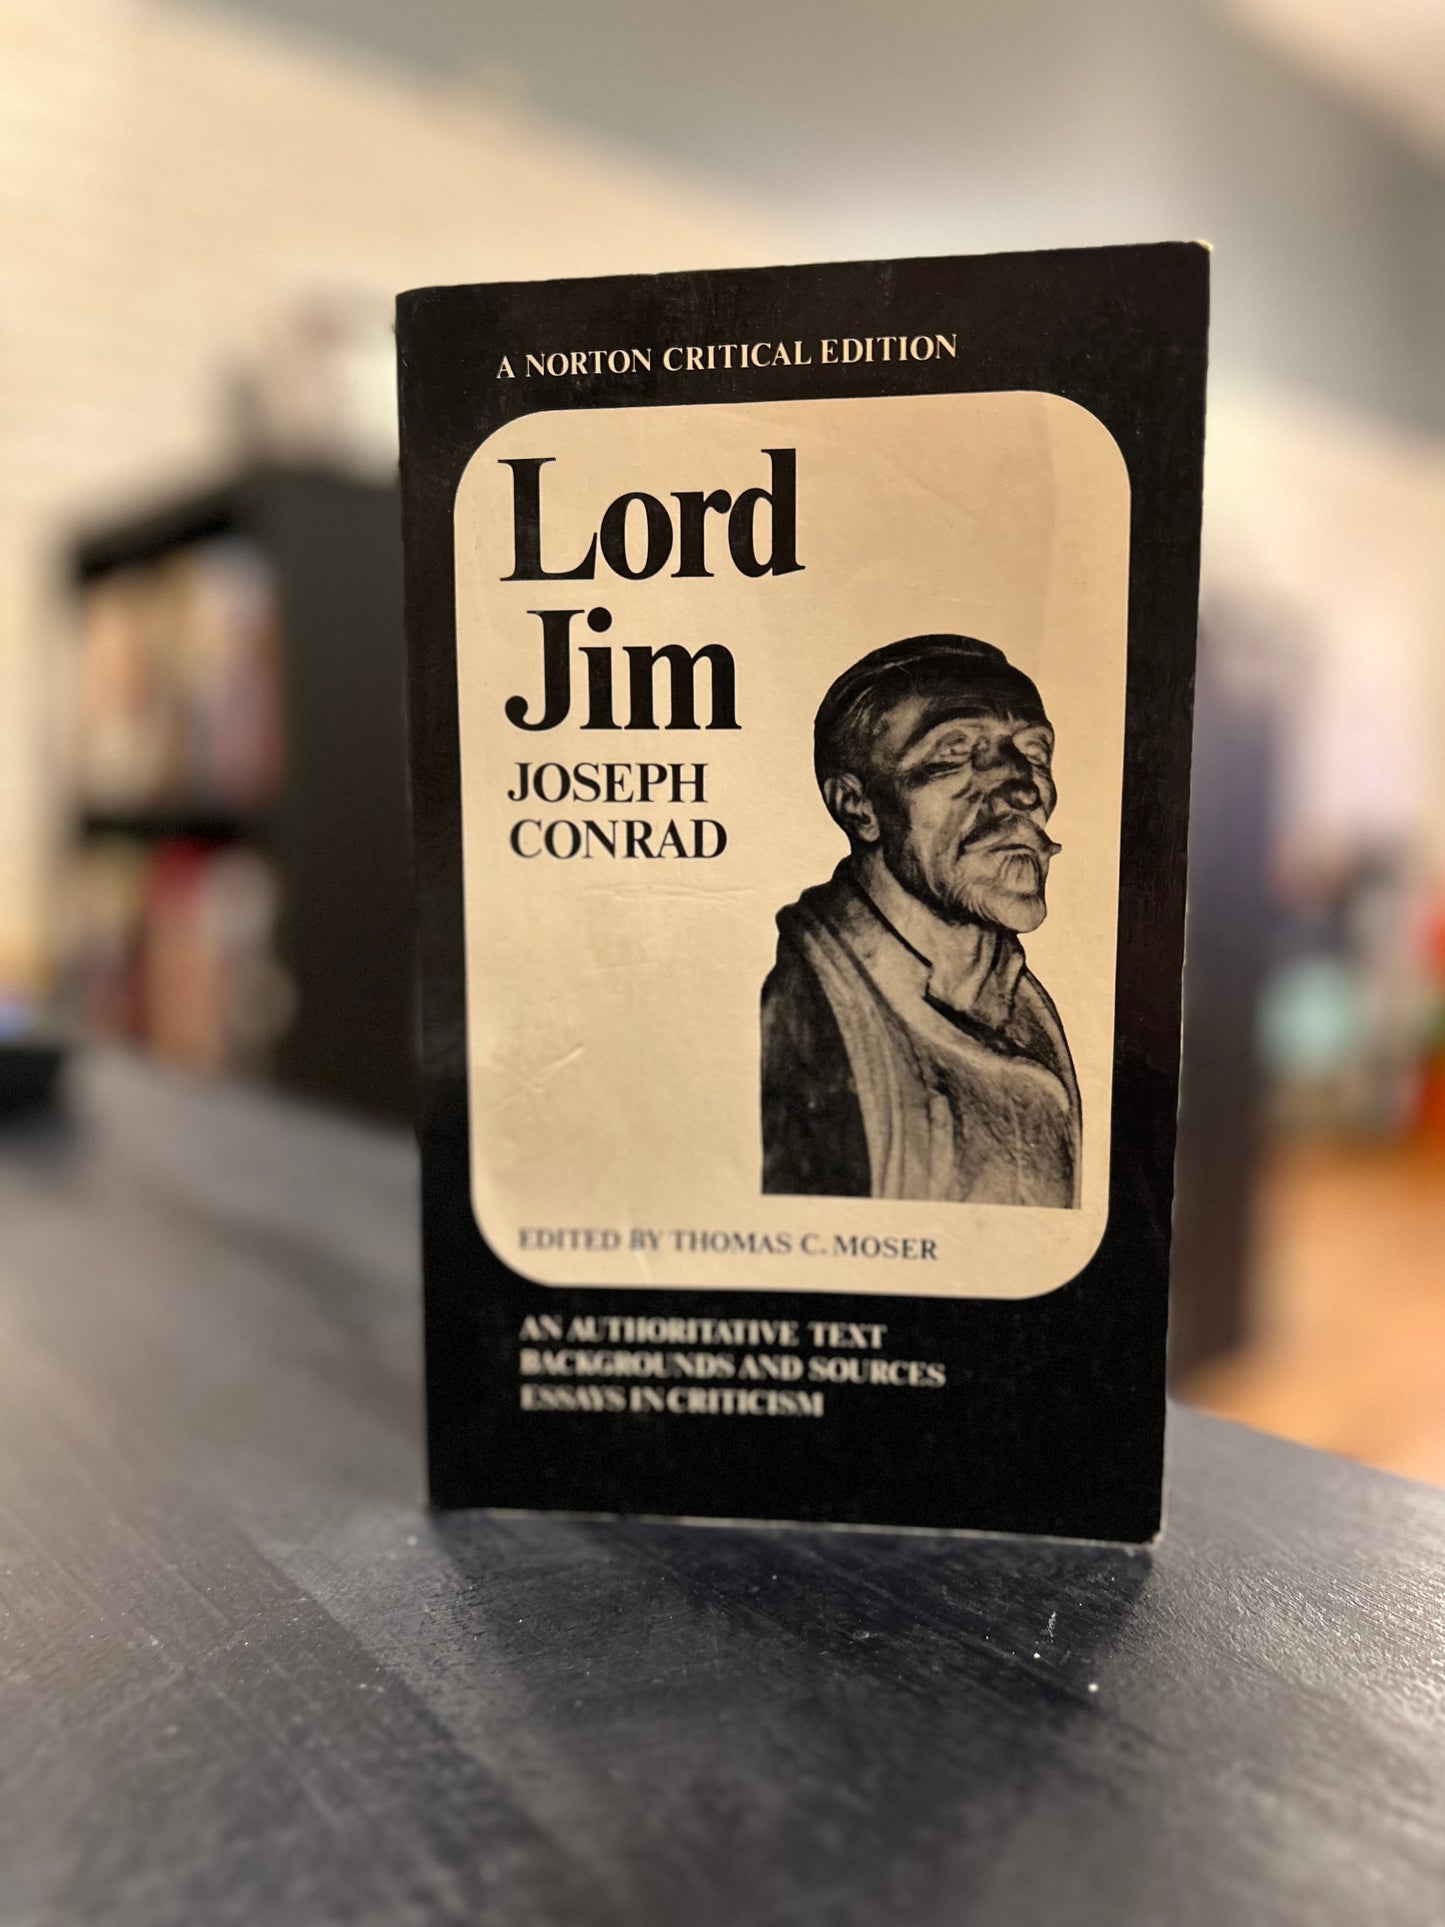 A NORTON CRITICAL EDITION
Lord
Jim
JOSEPH
CONRAD
EDITED BY THOMAS C. MOSER
AN AUTHORITATIVE TEXT
BACKGROUNDS AND SOURCES
ESSAYS IN CRITICISM